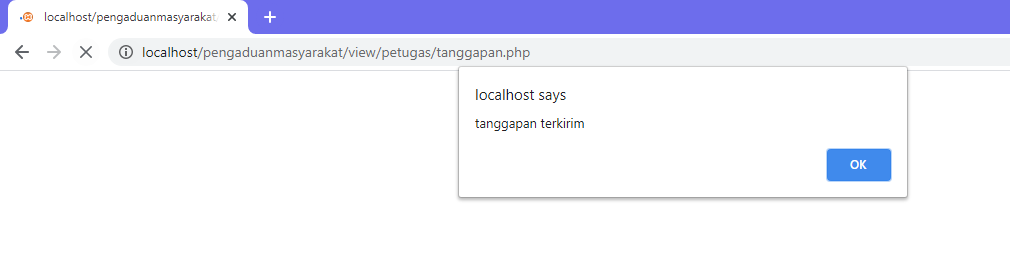 localhost/pengaduanmasyarakat
localhost/pengaduanmasyarakat/view/petugas/tanggapan.php
localhost says
tanggapan terkirim
OK